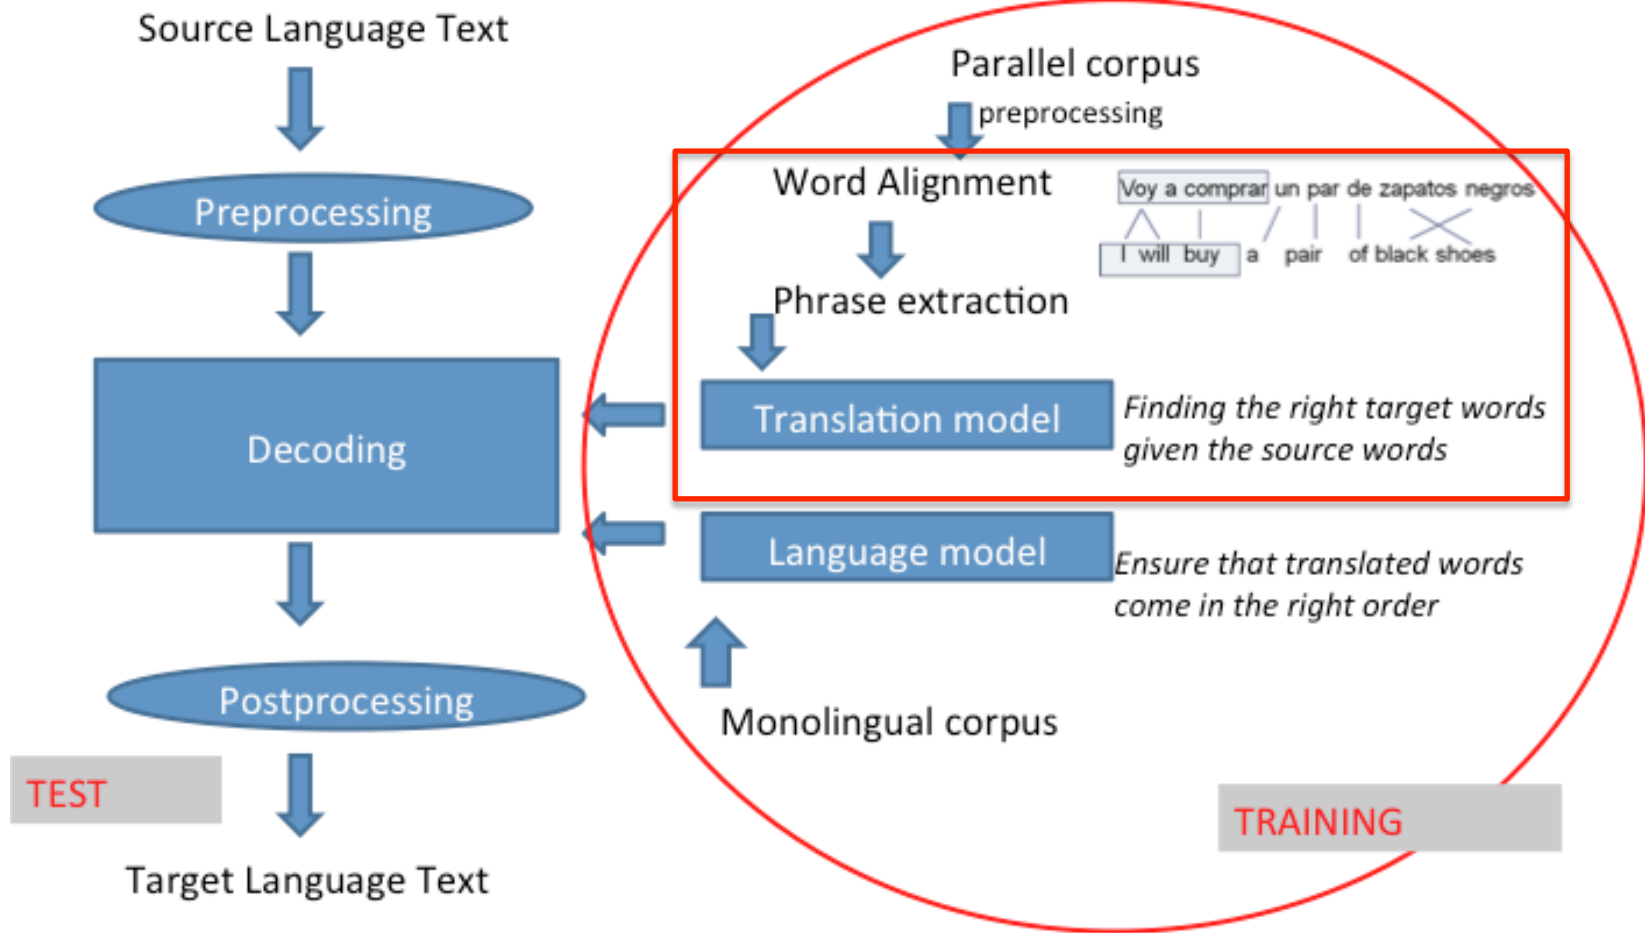 Source Language Text
Preprocessing
Decoding
Postprocessing
TEST
Target Language Text
Parallel corpus
preprocessing
Word Alignment
Voy a comprar un par de zapatos negros
I will buy a pair of black shoes
Phrase extraction
Translation model
Finding the right target words
given the source words
Language model
Ensure that translated words
come in the right order
Monolingual corpus
TRAINING